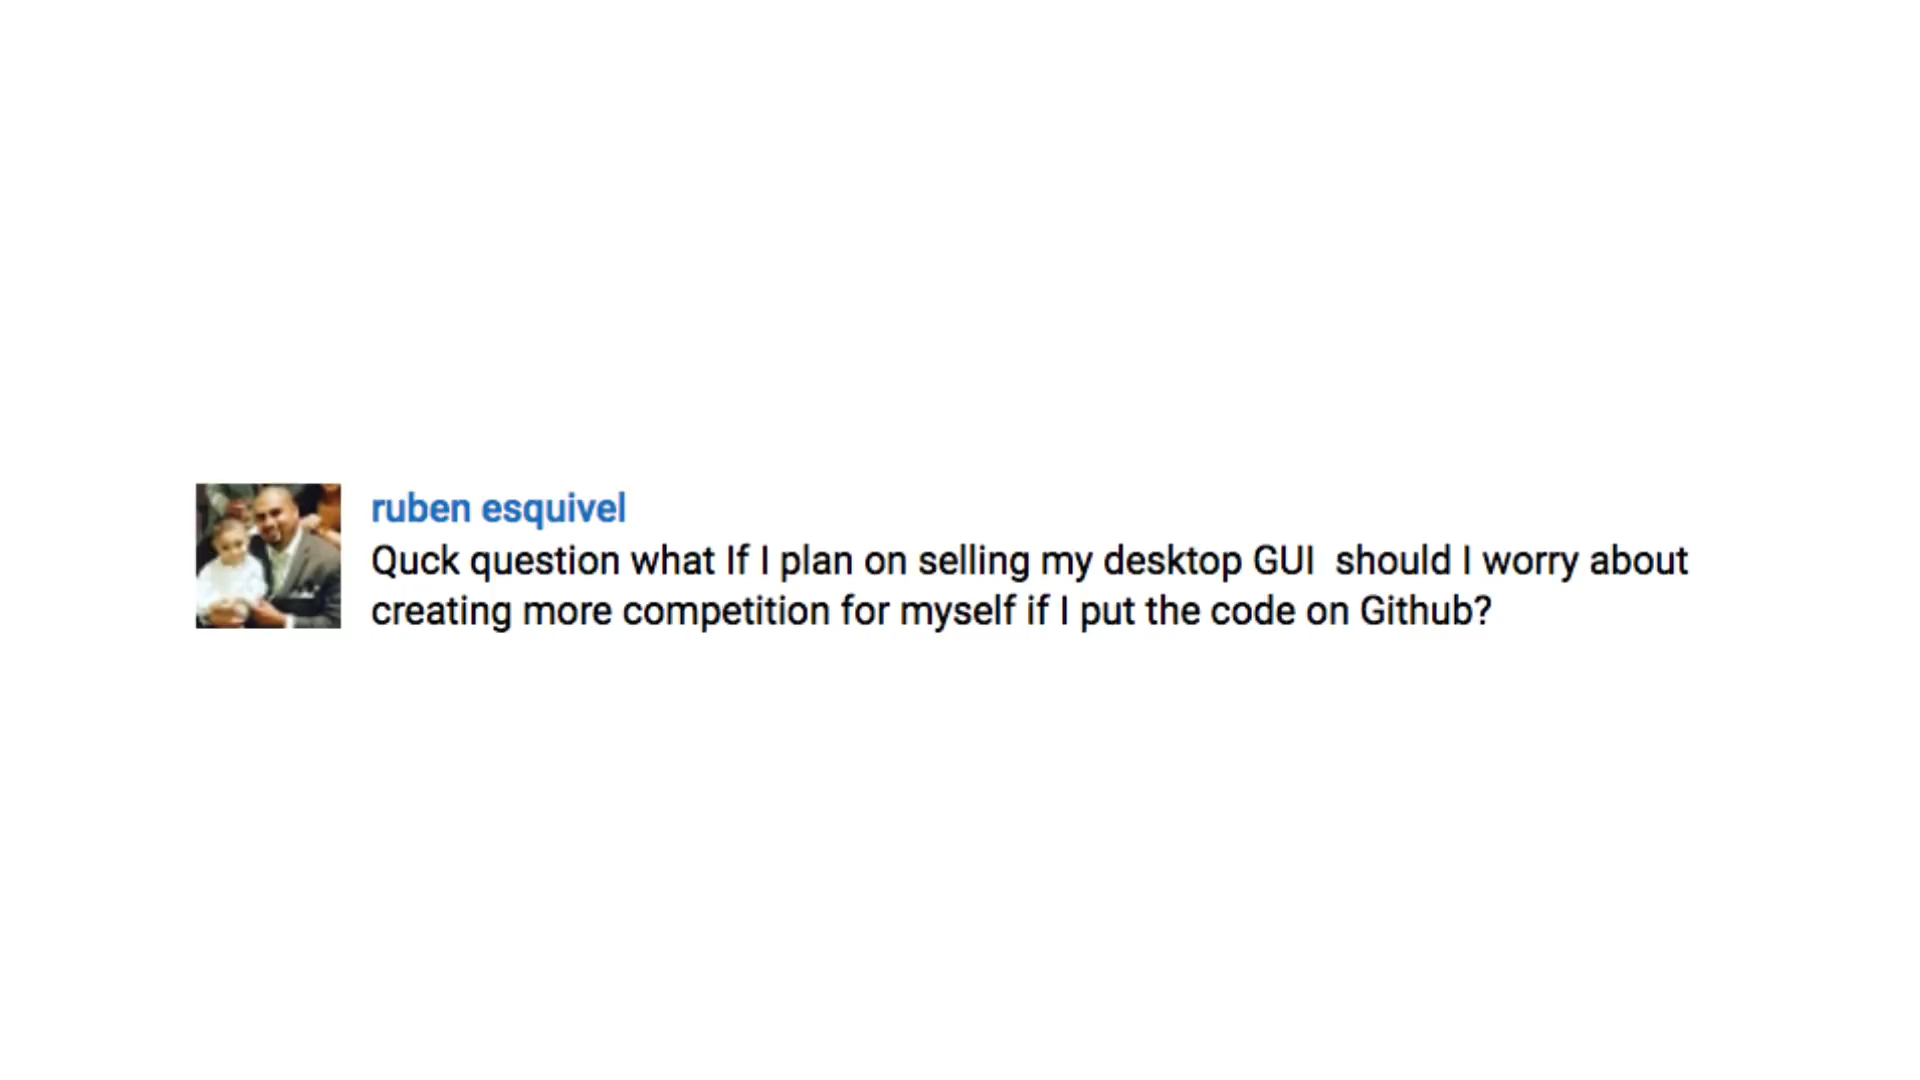 ruben esquivel
Quck question what If I plan on selling my desktop GUI  should I worry about
creating more competition for myself if I put the code on Github?